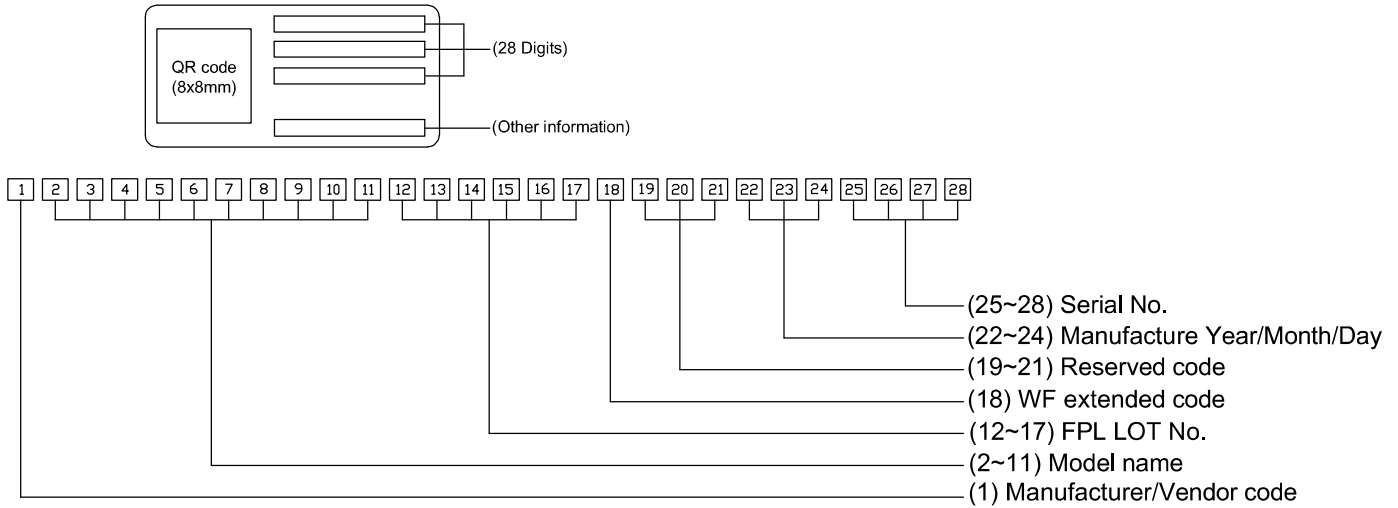 QR code
(8x8mm)
(28 Digits)
(Other information)
1 2 3 4 5 6 7 8 9 10 11 12 13 14 15 16 17 18 19 20 21 22 23 24 25 26 27 28
(25~28) Serial No.
(22~24) Manufacture Year/Month/Day
(19~21) Reserved code
(18) WF extended code
(12~17) FPL LOT No.
(2~11) Model name
(1) Manufacturer/Vendor code